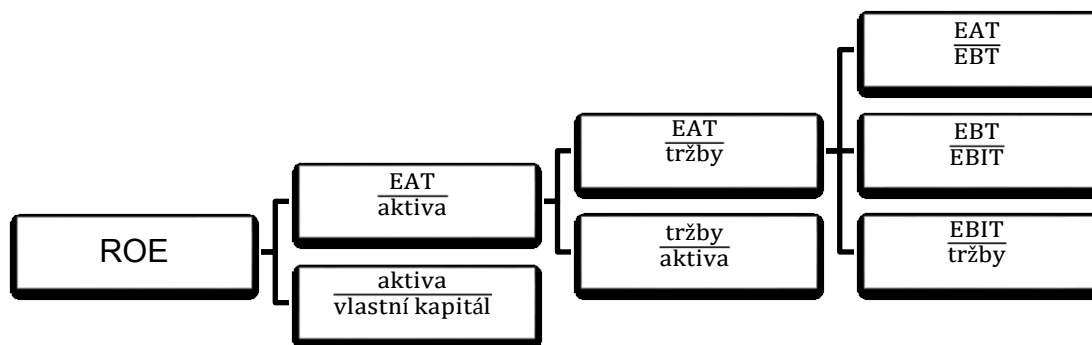 ROE
EAT
aktiva
aktiva
vlastní kapitál
EAT
tržby
tržby
aktiva
EAT
EBT
EBT
EBIT
EBIT
tržby